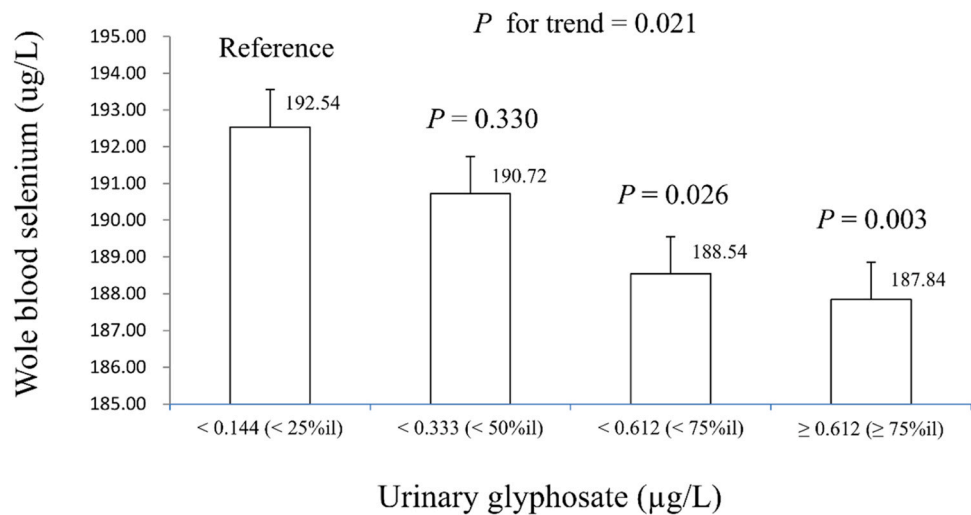 P for trend = 0.021
195.00
194.00
193.00
192.00
191.00
190.00
189.00
188.00
187.00
186.00
185.00
Wole blood selenium (ug/L)
Reference
192.54
P = 0.330
190.72
P = 0.026
188.54
P = 0.003
187.84
< 0.144 (< 25%il)
< 0.333 (< 50%il)
< 0.612 (< 75%il)
≥ 0.612 (≥ 75%il)
Urinary glyphosate (µg/L)